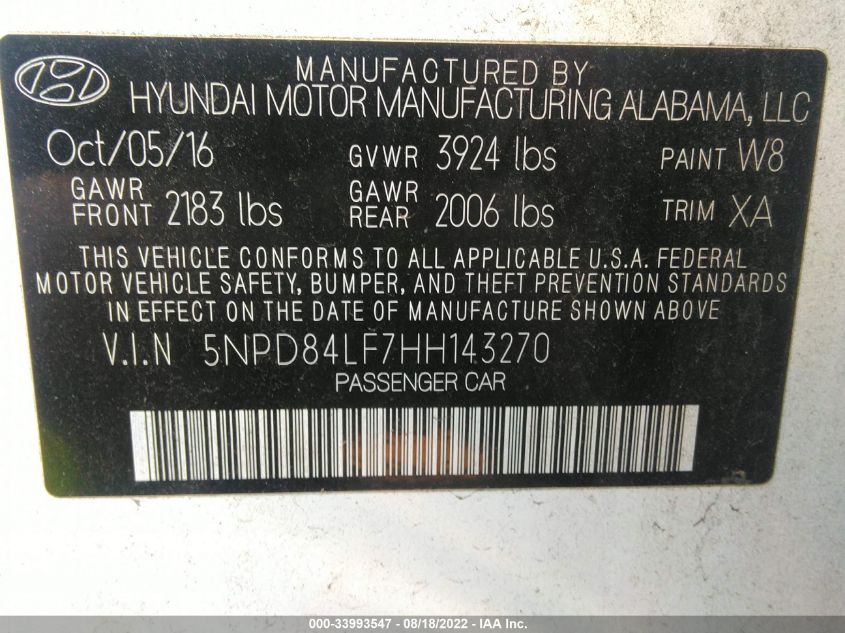 MANUFACTURED BY
HYUNDAI MOTOR MANUFACTURING ALABAMA, LLC
Oct/05/16 GVWR 3924 lbs PAINT W8
GAWR FRONT 2183 lbs GAWR REAR 2006 lbs TRIM XA
THIS VEHICLE CONFORMS TO ALL APPLICABLE U.S.A. FEDERAL
MOTOR VEHICLE SAFETY, BUMPER, AND THEFT PREVENTION STANDARDS
IN EFFECT ON THE DATE OF MANUFACTURE SHOWN ABOVE
V.I.N 5NPD84LF7HH143270
PASSENGER CAR
000-33993547 - 08/18/2022 - IAA Inc.